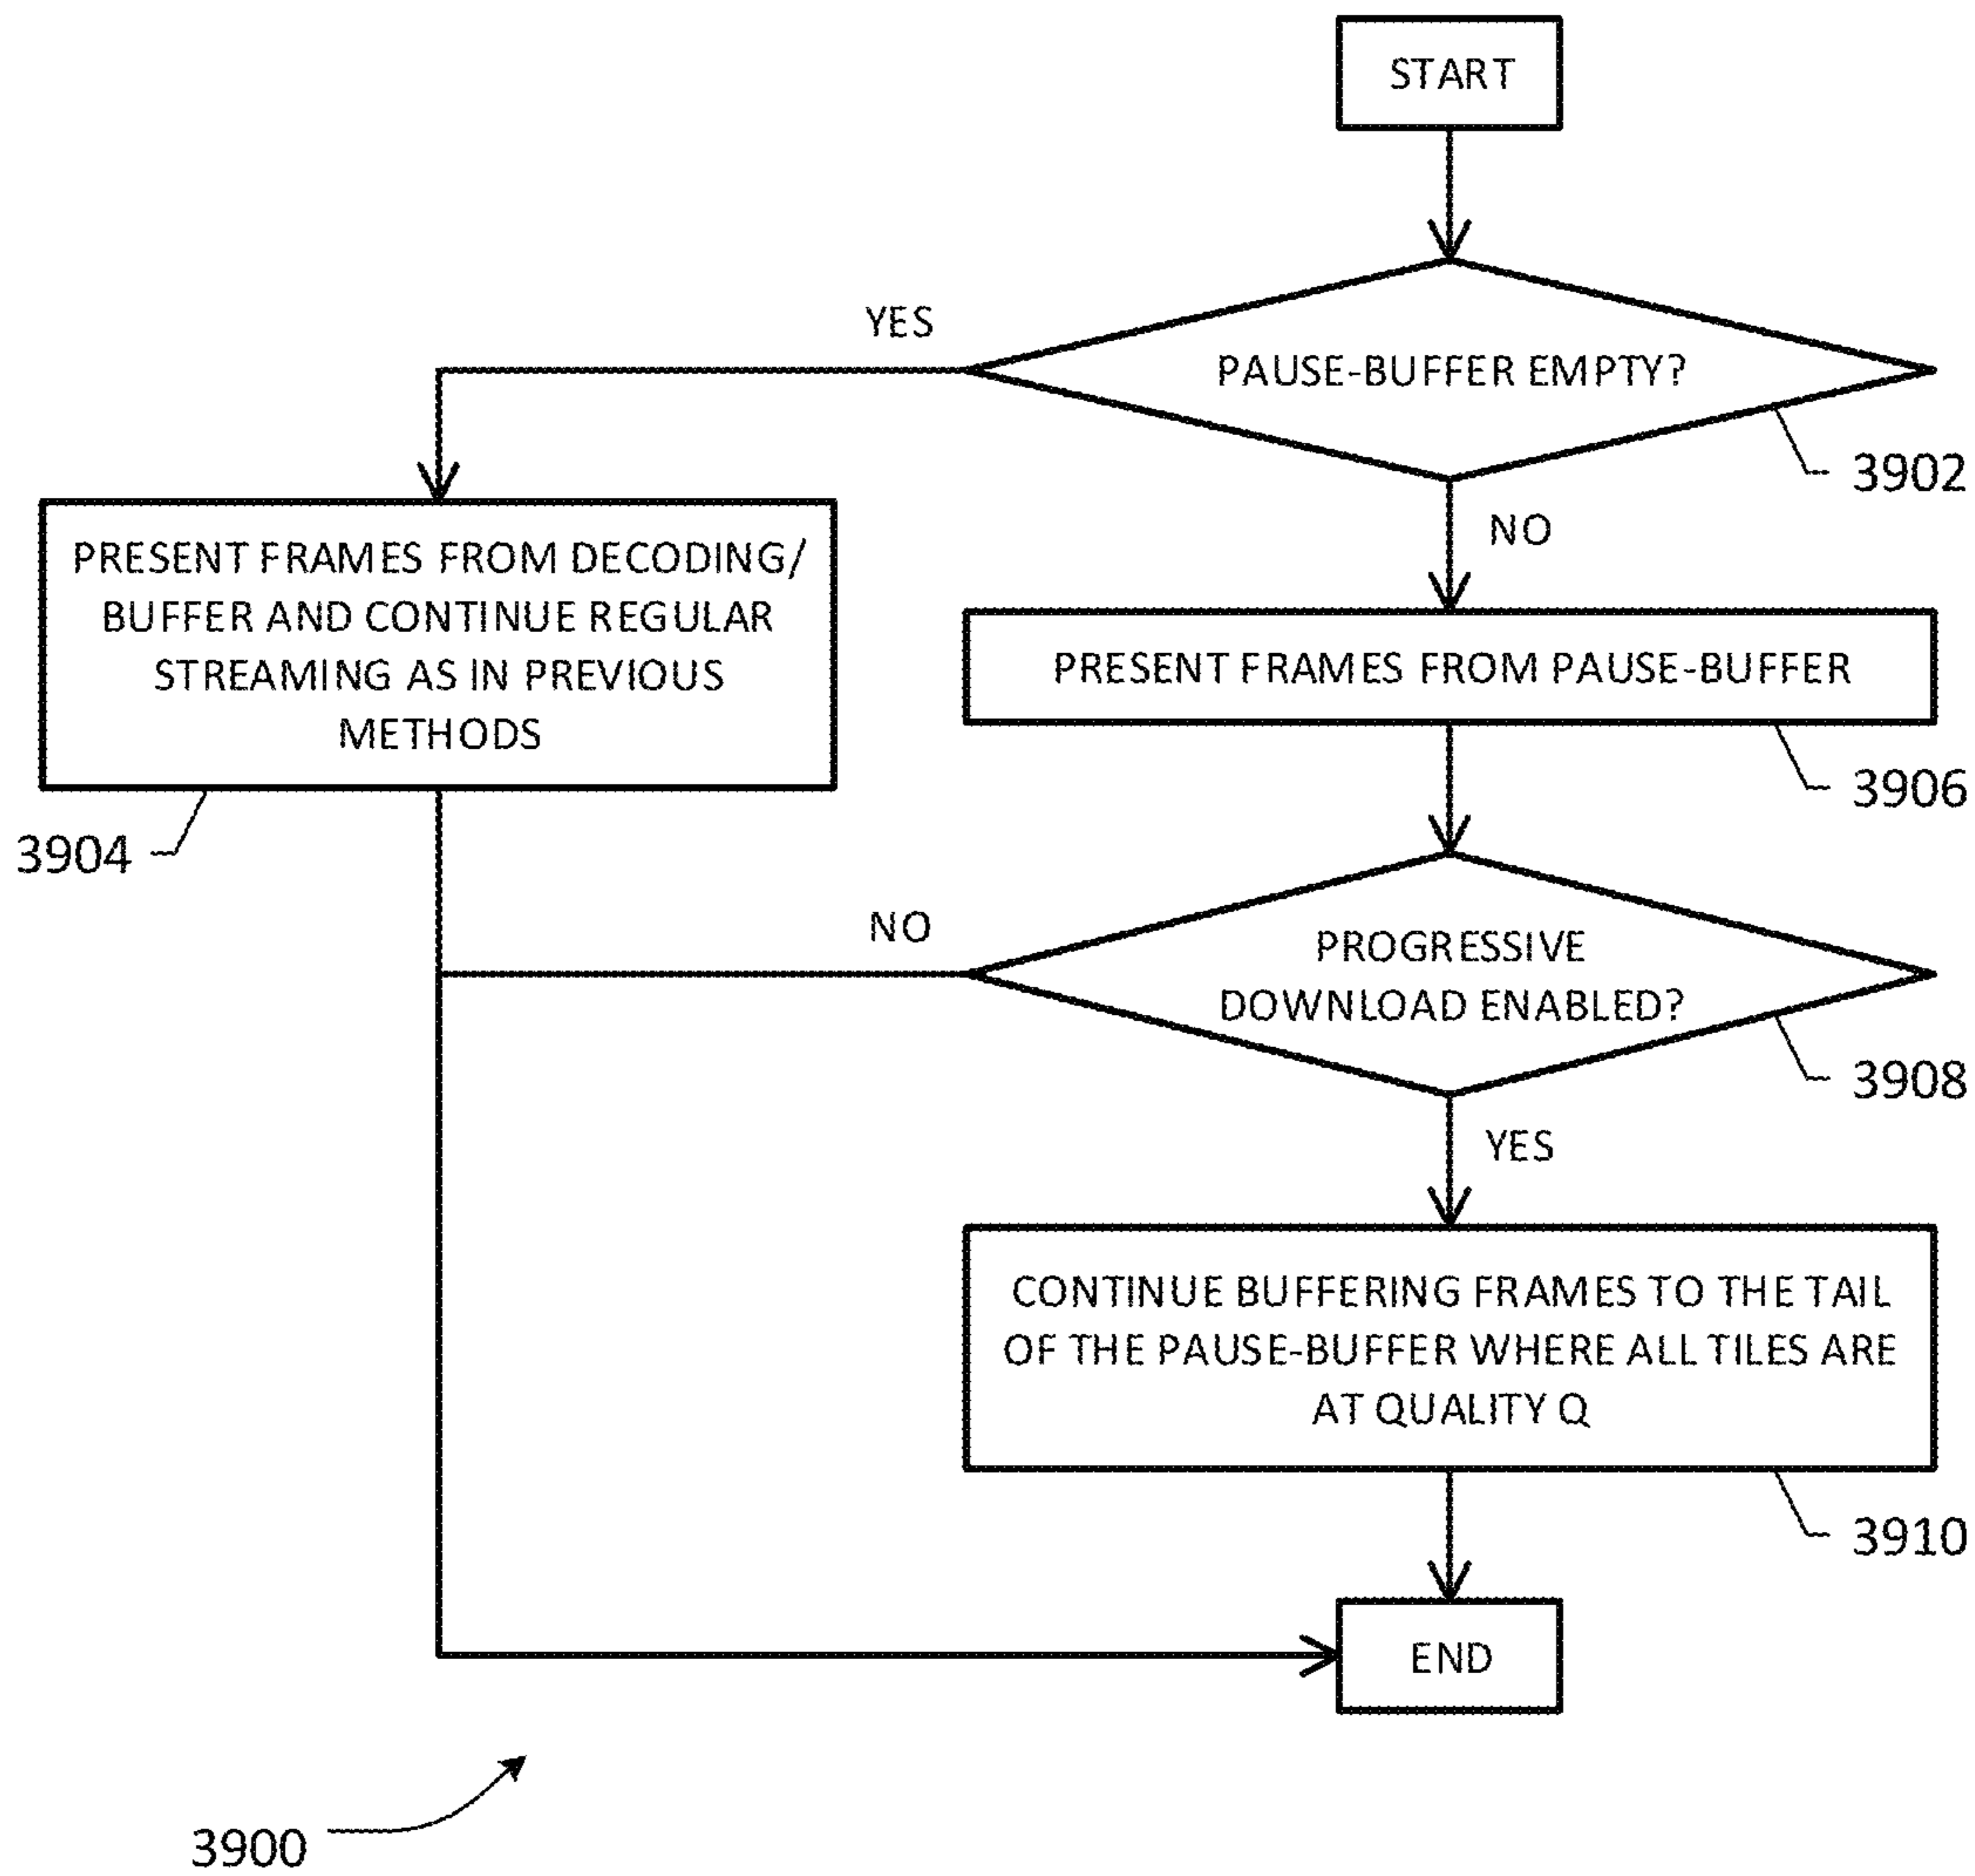 START
YES
PAUSE-BUFFER EMPTY?
3902
NO
PRESENT FRAMES FROM DECODING/
BUFFER AND CONTINUE REGULAR
STREAMING AS IN PREVIOUS
METHODS
3904
PRESENT FRAMES FROM PAUSE-BUFFER
3906
NO
PROGRESSIVE
DOWNLOAD ENABLED?
3908
YES
CONTINUE BUFFERING FRAMES TO THE TAIL
OF THE PAUSE-BUFFER WHERE ALL TILES ARE
AT QUALITY Q
3910
END
3900